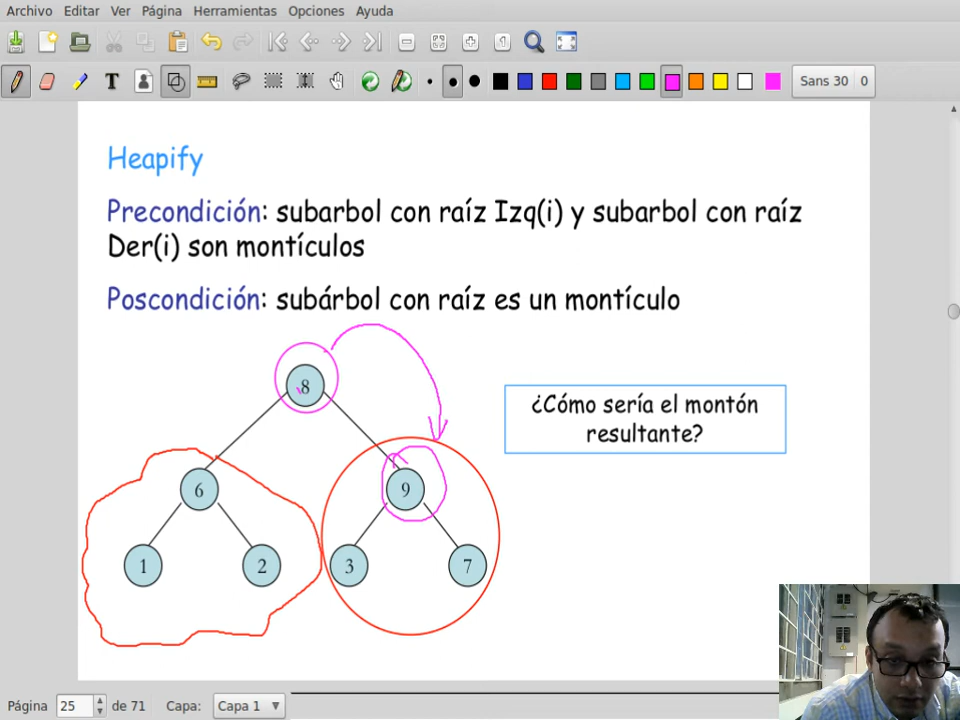 Archivo Editar Ver Página Herramientas Opciones Ayuda
T
Sans 30 0
Heapify
Precondición: subarbol con raíz Izq(i) y subarbol con raíz
Der(i) son montículos
Poscondición: subárbol con raíz es un montículo
8
¿Cómo sería el montón
resultante?
6 9
1 2 3 7
Página 25 de 71 Capa: Capa 1